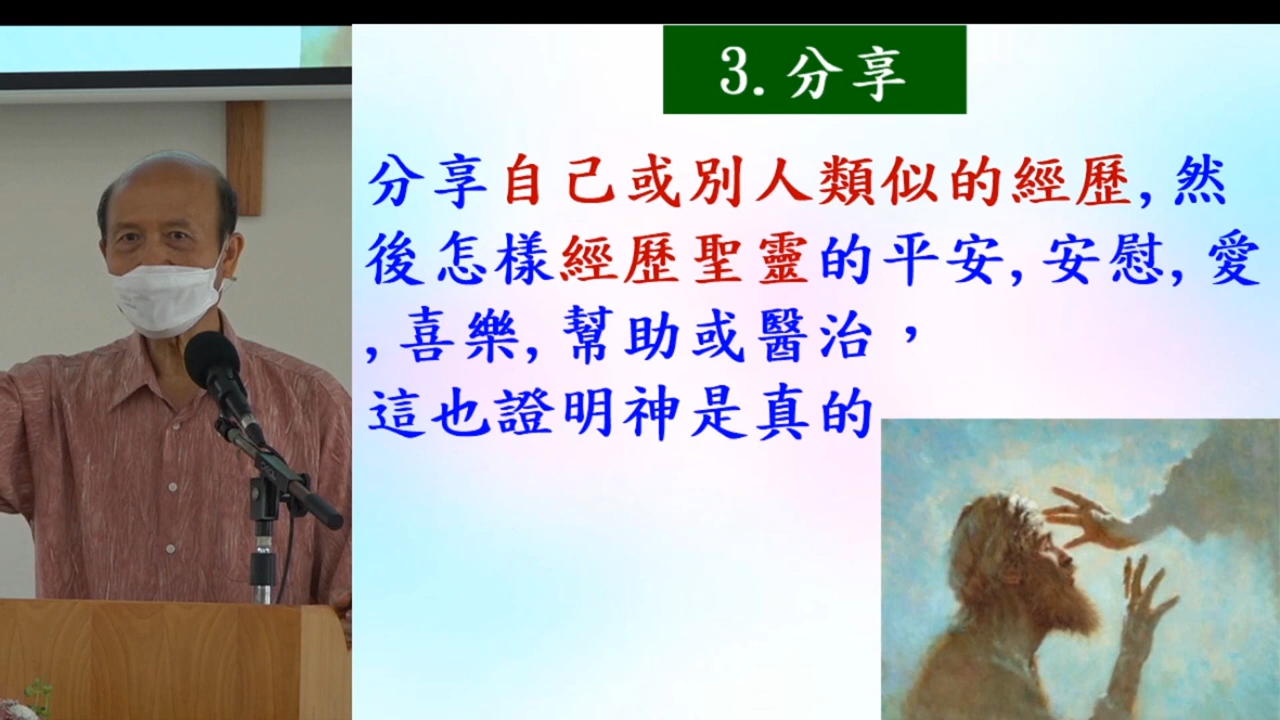 3.分享
分享自己或別人類似的經歷,然
後怎樣經歷聖靈的平安,安慰,愛
,喜樂,幫助或醫治，
這也證明神是真的